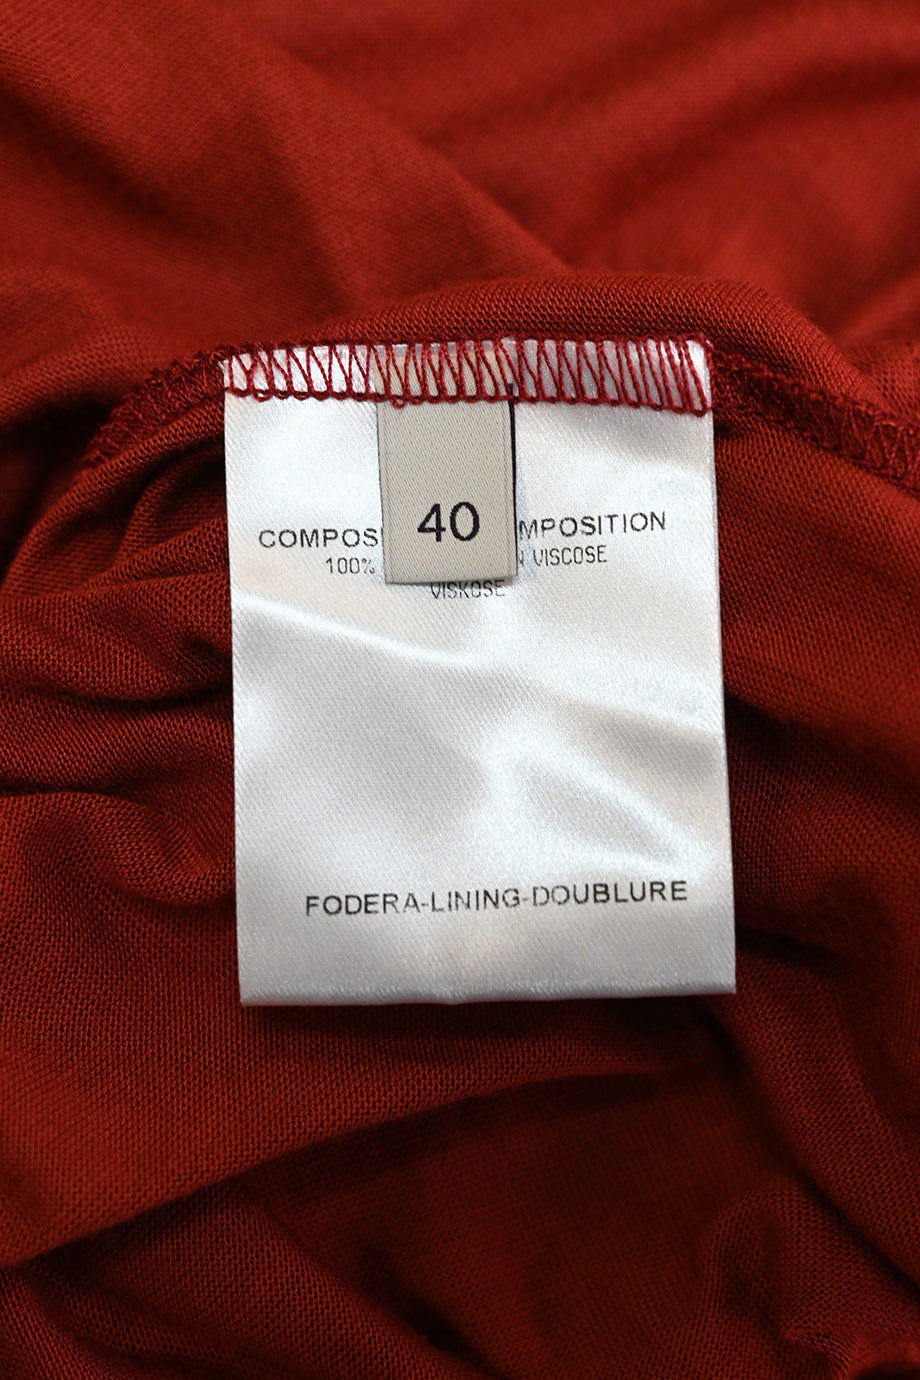 40
COMPOS MPOSITION
100% N VISCOSE
VISKOSE
FODERA-LINING-DOUBLURE